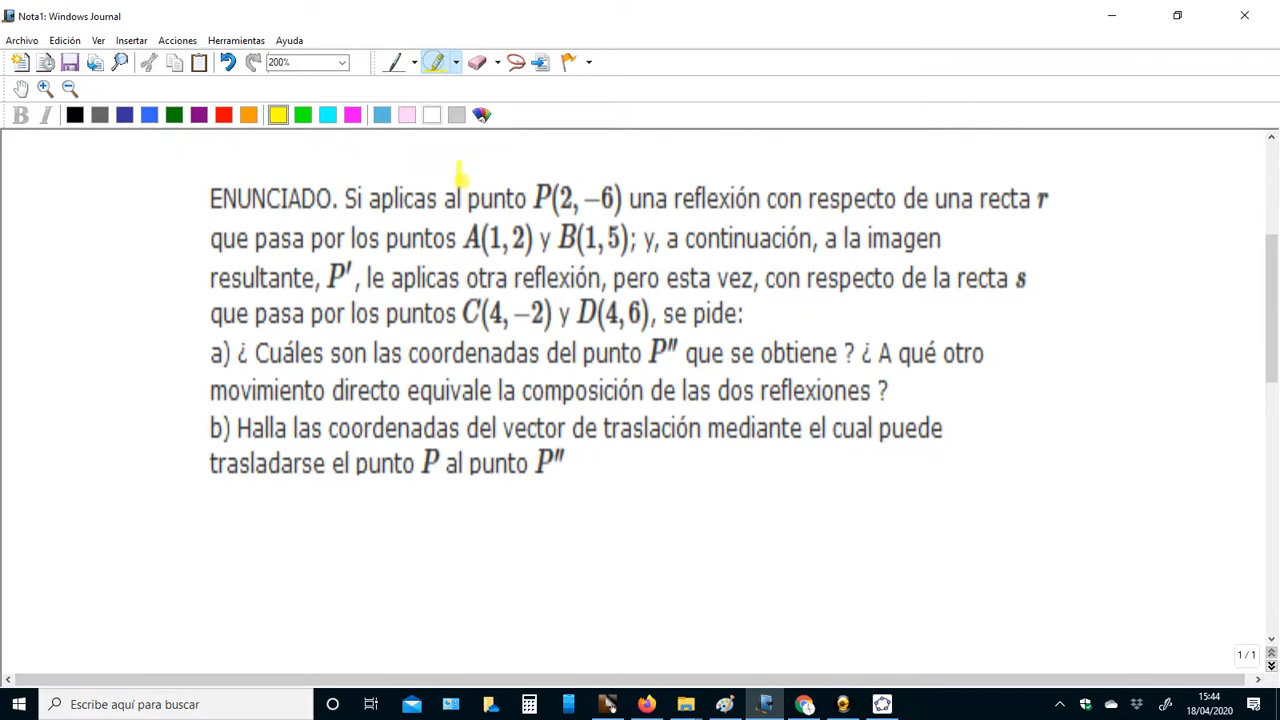 Nota1: Windows Journal
Archivo Edición Ver Insertar Acciones Herramientas Ayuda
200%
B I
ENUNCIADO. Si aplicas al punto P(2, −6) una reflexión con respecto de una recta r
que pasa por los puntos A(1, 2) y B(1, 5); y, a continuación, a la imagen
resultante, P′, le aplicas otra reflexión, pero esta vez, con respecto de la recta s
que pasa por los puntos C(4, −2) y D(4, 6), se pide:
a) ¿ Cuáles son las coordenadas del punto P″ que se obtiene ? ¿ A qué otro
movimiento directo equivale la composición de las dos reflexiones ?
b) Halla las coordenadas del vector de traslación mediante el cual puede
trasladarse el punto P al punto P″
1 / 1
Escribe aquí para buscar
15:44
18/04/2020